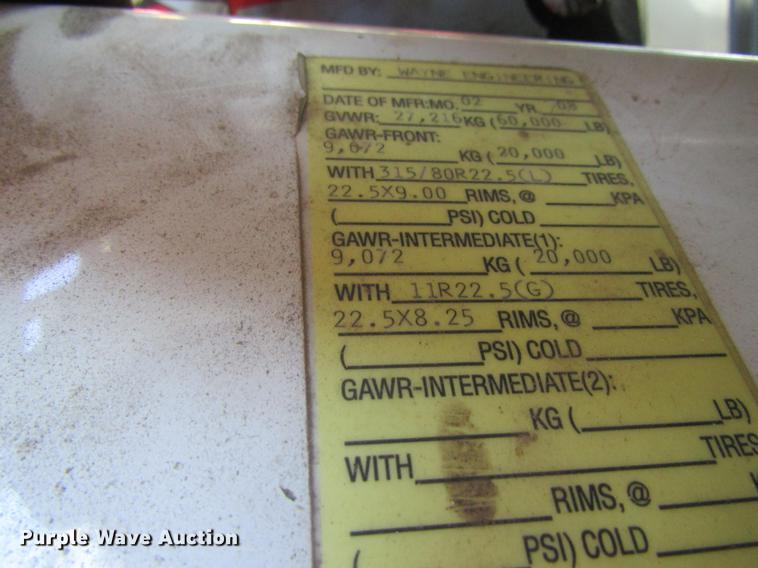 MFD BY: WAYNE ENGINEERING
DATE OF MFR:MO. 02 YR. 08
GVWR: 27,216 KG (60,000 LB)
GAWR-FRONT:
9,072 KG ( 20,000 LB)
WITH 315/80R22.5(L) TIRES,
22.5X9.00 RIMS, @ KPA
( PSI) COLD
GAWR-INTERMEDIATE(1):
9,072 KG ( 20,000 LB)
WITH 11R22.5(G) TIRES,
22.5X8.25 RIMS, @ KPA
( PSI) COLD
GAWR-INTERMEDIATE(2):
KG ( LB)
WITH TIRES
RIMS, @
( PSI) COLD
Purple Wave Auction